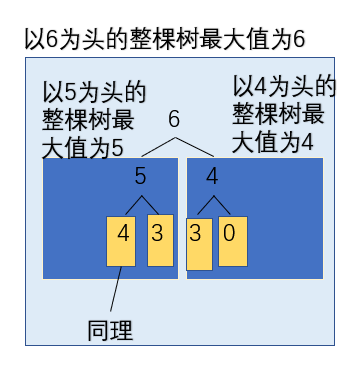 以6为头的整棵树最大值为6
以5为头的
整棵树最
大值为5
以4为头的
整棵树最
大值为4
6
5 4
4 3 3 0
同理